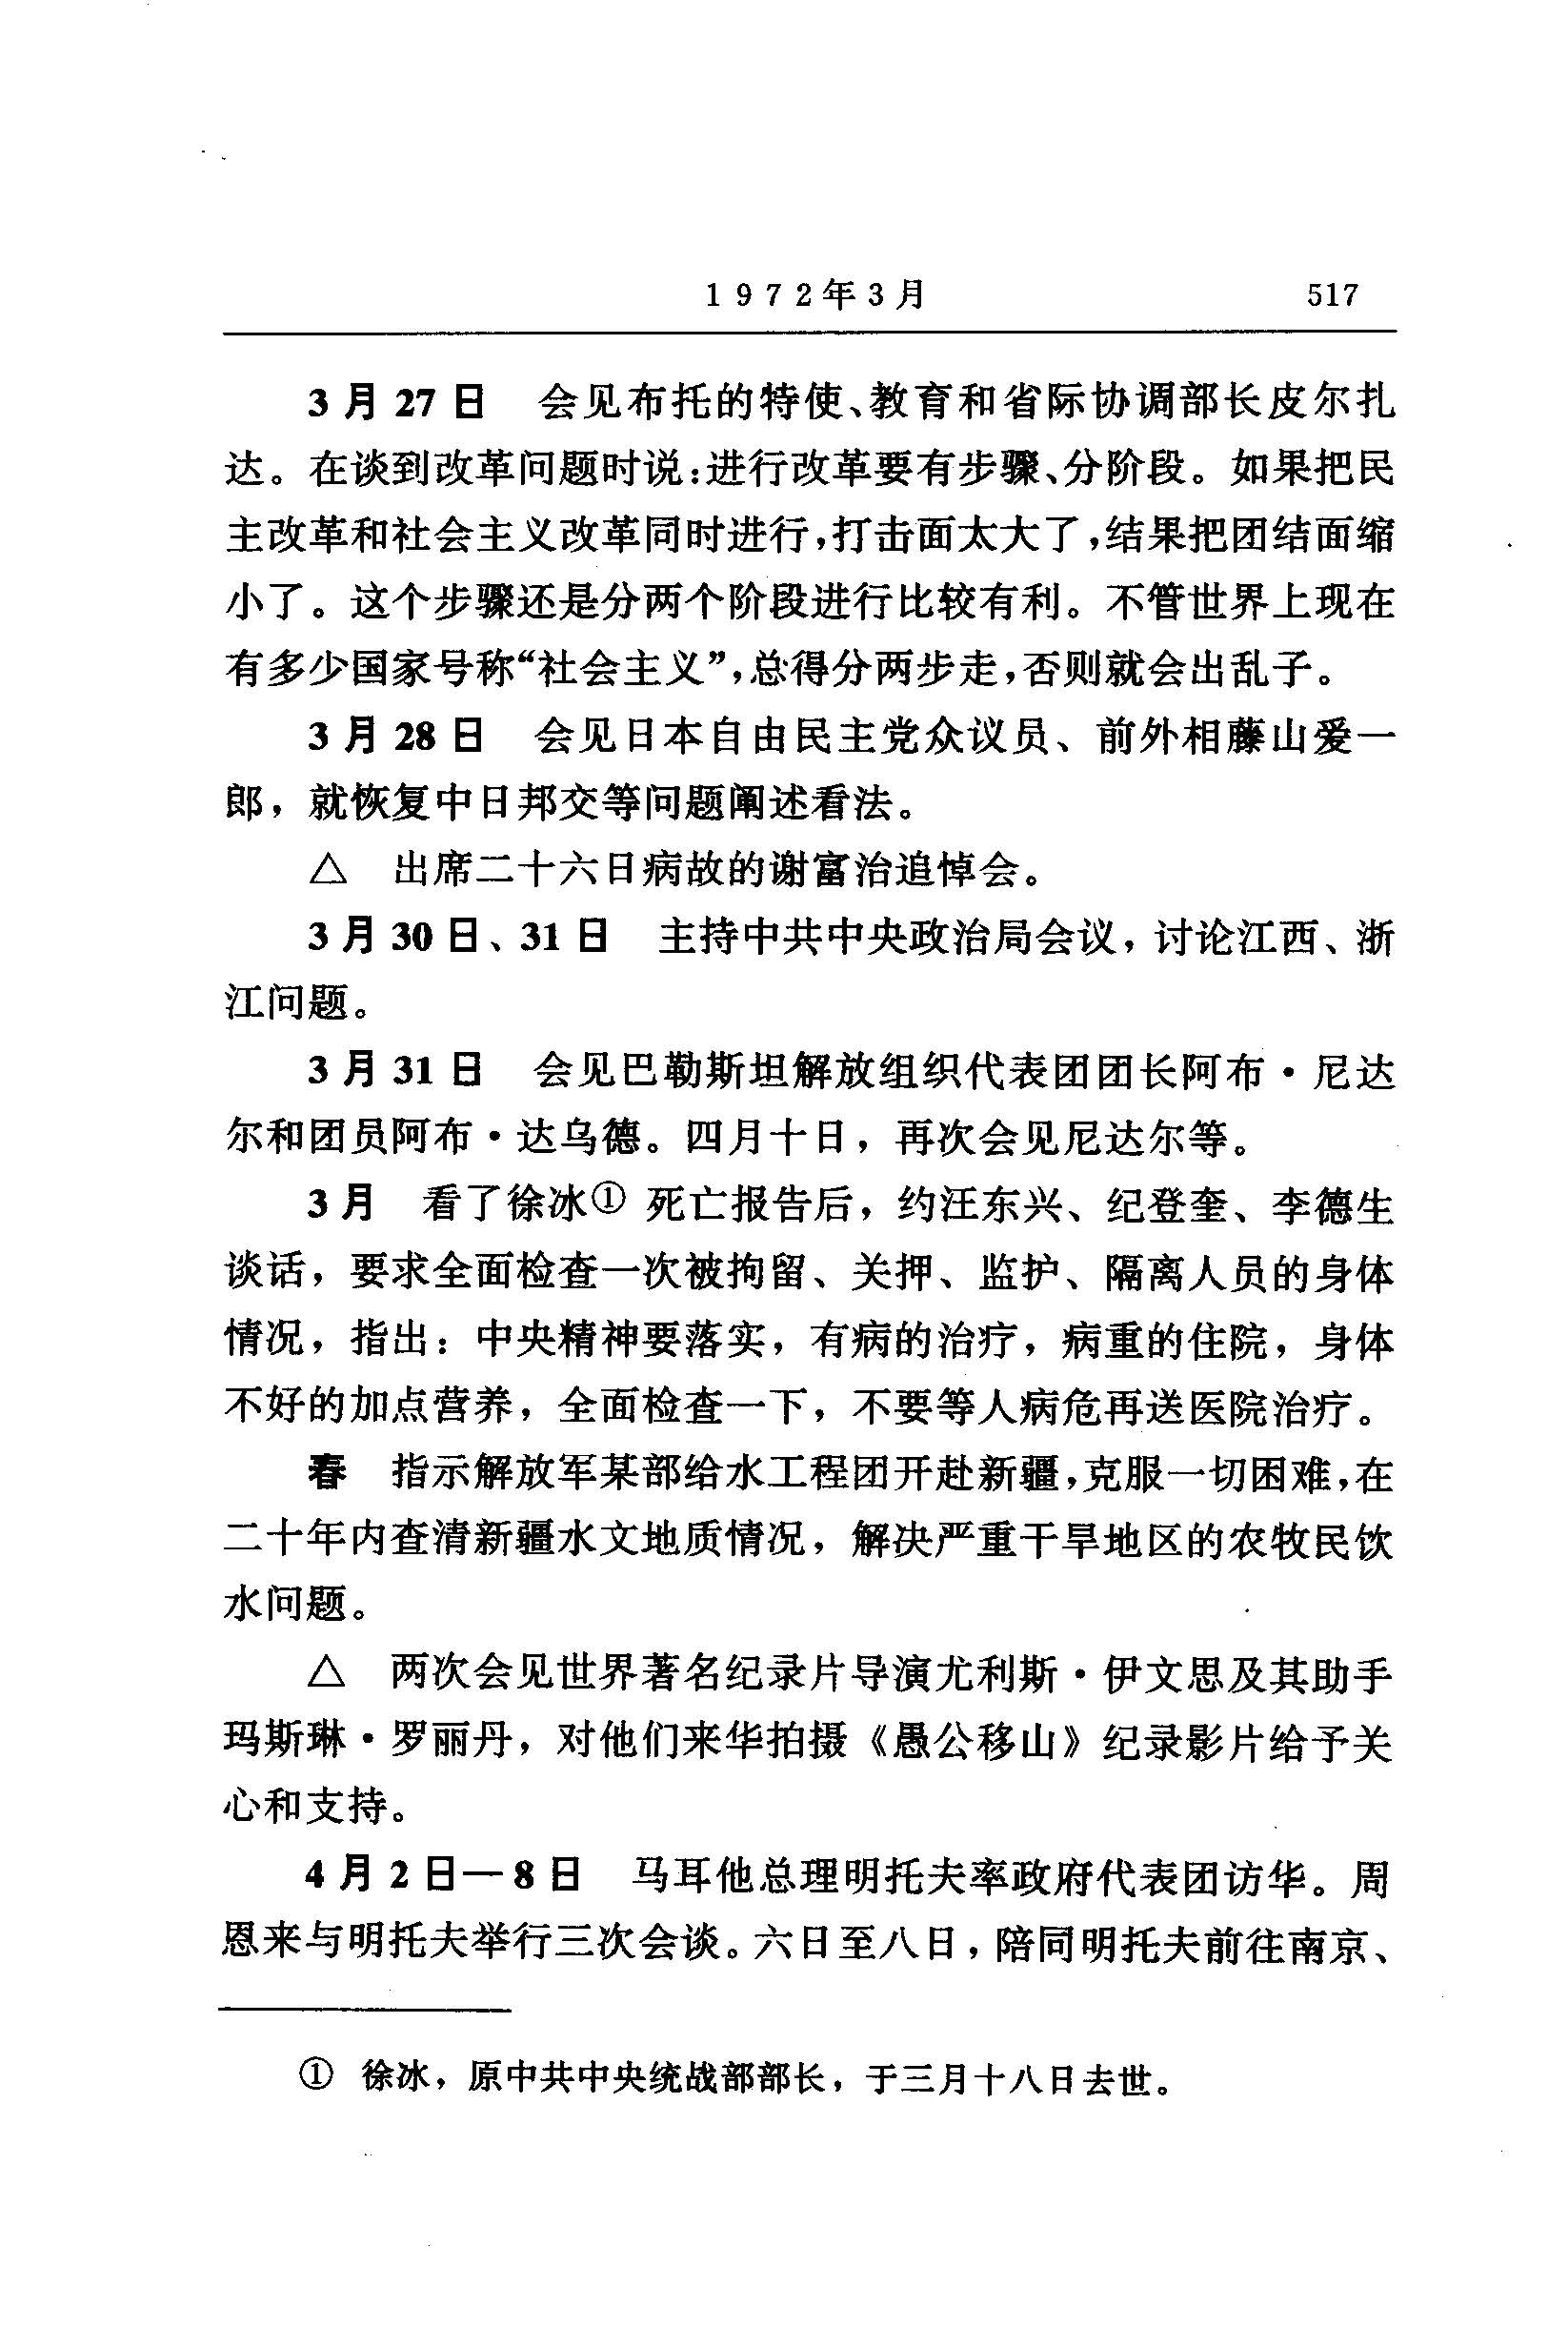 1972年3月 517
3月27日 会见布托的特使、教育和省际协调部长皮尔扎
达。在谈到改革问题时说:进行改革要有步骤、分阶段。如果把民
主改革和社会主义改革同时进行,打击面太大了,结果把团结面缩
小了。这个步骤还是分两个阶段进行比较有利。不管世界上现在
有多少国家号称“社会主义”,总得分两步走,否则就会出乱子。
3月28日 会见日本自由民主党众议员、前外相藤山爱一
郎，就恢复中日邦交等问题阐述看法。
△ 出席二十六日病故的谢富治追悼会。
3月30日、31日 主持中共中央政治局会议，讨论江西、浙
江问题。
3月31日 会见巴勒斯坦解放组织代表团团长阿布·尼达
尔和团员阿布·达乌德。四月十日，再次会见尼达尔等。
3月 看了徐冰① 死亡报告后，约汪东兴、纪登奎、李德生
谈话，要求全面检查一次被拘留、关押、监护、隔离人员的身体
情况，指出：中央精神要落实，有病的治疗，病重的住院，身体
不好的加点营养，全面检查一下，不要等人病危再送医院治疗。
春 指示解放军某部给水工程团开赴新疆,克服一切困难,在
二十年内查清新疆水文地质情况，解决严重干旱地区的农牧民饮
水问题。
△ 两次会见世界著名纪录片导演尤利斯·伊文思及其助手
玛斯琳·罗丽丹，对他们来华拍摄《愚公移山》纪录影片给予关
心和支持。
4月2日—8日 马耳他总理明托夫率政府代表团访华。周
恩来与明托夫举行三次会谈。六日至八日，陪同明托夫前往南京、
① 徐冰，原中共中央统战部部长，于三月十八日去世。